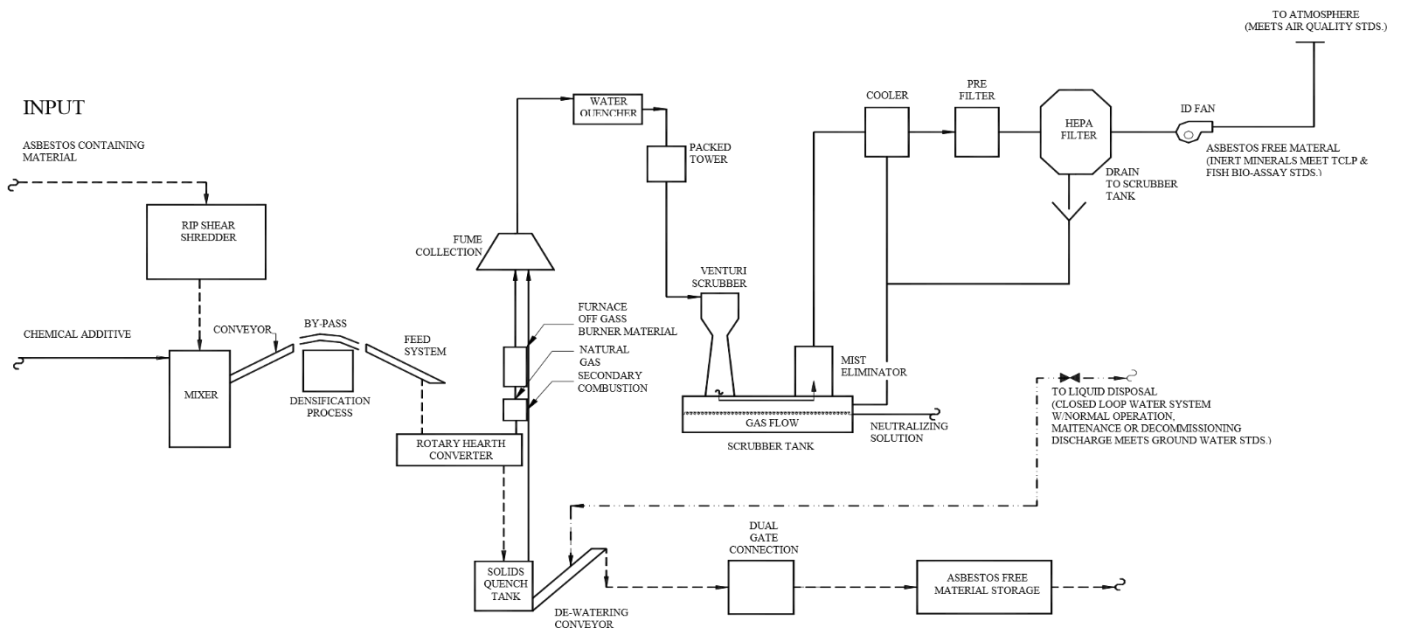 TO ATMOSPHERE
(MEETS AIR QUALITY STDS.)
INPUT
ASBESTOS CONTAINING
MATERIAL
RIP SHEAR
SHREDDER
CHEMICAL ADDITIVE
MIXER
CONVEYOR
BY-PASS
DENSIFICATION
PROCESS
FEED
SYSTEM
ROTARY HEARTH
CONVERTER
FUME
COLLECTION
FURNACE
OFF GASS
BURNER MATERIAL
NATURAL
GAS
SECONDARY
COMBUSTION
WATER
QUENCHER
PACKED
TOWER
VENTURI
SCRUBBER
MIST
ELIMINATOR
GAS FLOW
SCRUBBER TANK
NEUTRALIZING
SOLUTION
COOLER
PRE
FILTER
HEPA
FILTER
DRAIN
TO SCRUBBER
TANK
ID FAN
ASBESTOS FREE MATERAL
(INERT MINERALS MEET TCLP &
FISH BIO-ASSAY STDS.)
TO LIQUID DISPOSAL
(CLOSED LOOP WATER SYSTEM
W/NORMAL OPERATION,
MAITENANCE OR DECOMMISSIONING
DISCHARGE MEETS GROUND WATER STDS.)
SOLIDS
QUENCH
TANK
DE-WATERING
CONVEYOR
DUAL
GATE
CONNECTION
ASBESTOS FREE
MATERIAL STORAGE